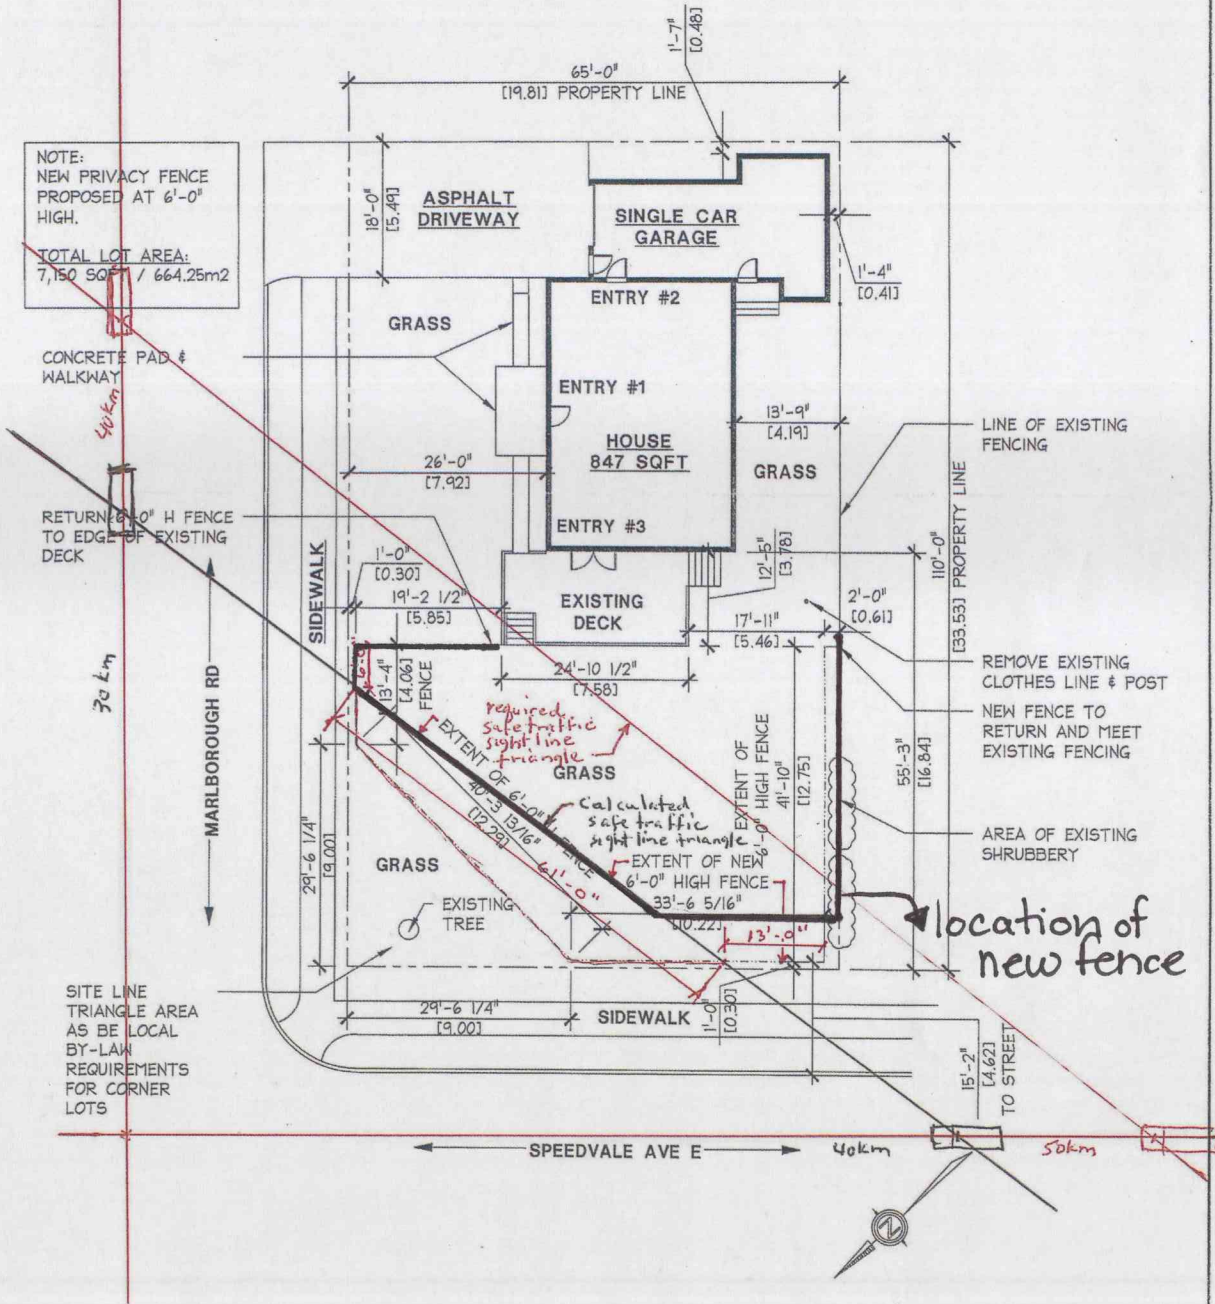 1'-7"
[0.48]
65'-0"
[19.81] PROPERTY LINE
NOTE:
NEW PRIVACY FENCE
PROPOSED AT 6'-0"
HIGH.
TOTAL LOT AREA:
7,150 SQFT / 664.25m2
18'-0"
[5.49]
ASPHALT
DRIVEWAY
SINGLE CAR
GARAGE
1'-4"
[0.41]
ENTRY #2
GRASS
CONCRETE PAD &
WALKWAY
40km
ENTRY #1
13'-9"
[4.19]
LINE OF EXISTING
FENCING
HOUSE
847 SQFT
GRASS
26'-0"
[7.92]
110'-0"
[33.53] PROPERTY LINE
RETURN 6'-0" H FENCE
TO EDGE OF EXISTING
DECK
ENTRY #3
1'-0"
[0.30]
12'-5"
[3.78]
SIDEWALK
19'-2 1/2"
[5.85]
EXISTING
DECK
2'-0"
[0.61]
17'-11"
[5.46]
REMOVE EXISTING
CLOTHES LINE & POST
30km
MARLBOROUGH RD
6'-0"
13'-4"
[4.06]
FENCE
24'-10 1/2"
[7.58]
NEW FENCE TO
RETURN AND MEET
EXISTING FENCING
required
safe traffic
sight line
triangle
GRASS
EXTENT OF
6'-0" HIGH FENCE
41'-10"
[12.75]
55'-3"
[16.84]
EXTENT OF 6'-0" H FENCE
40'-3 13/16"
[12.29]
Calculated
safe traffic
sight line triangle
AREA OF EXISTING
SHRUBBERY
29'-6 1/4"
[9.00]
GRASS
61'-0"
EXTENT OF NEW
6'-0" HIGH FENCE
33'-6 5/16"
[10.22]
EXISTING
TREE
13'-0"
location of
new fence
SITE LINE
TRIANGLE AREA
AS BE LOCAL
BY-LAW
REQUIREMENTS
FOR CORNER
LOTS
29'-6 1/4"
[9.00]
SIDEWALK
1'-0"
[0.30]
15'-2"
[4.62]
TO STREET
SPEEDVALE AVE E
40km
50km
N